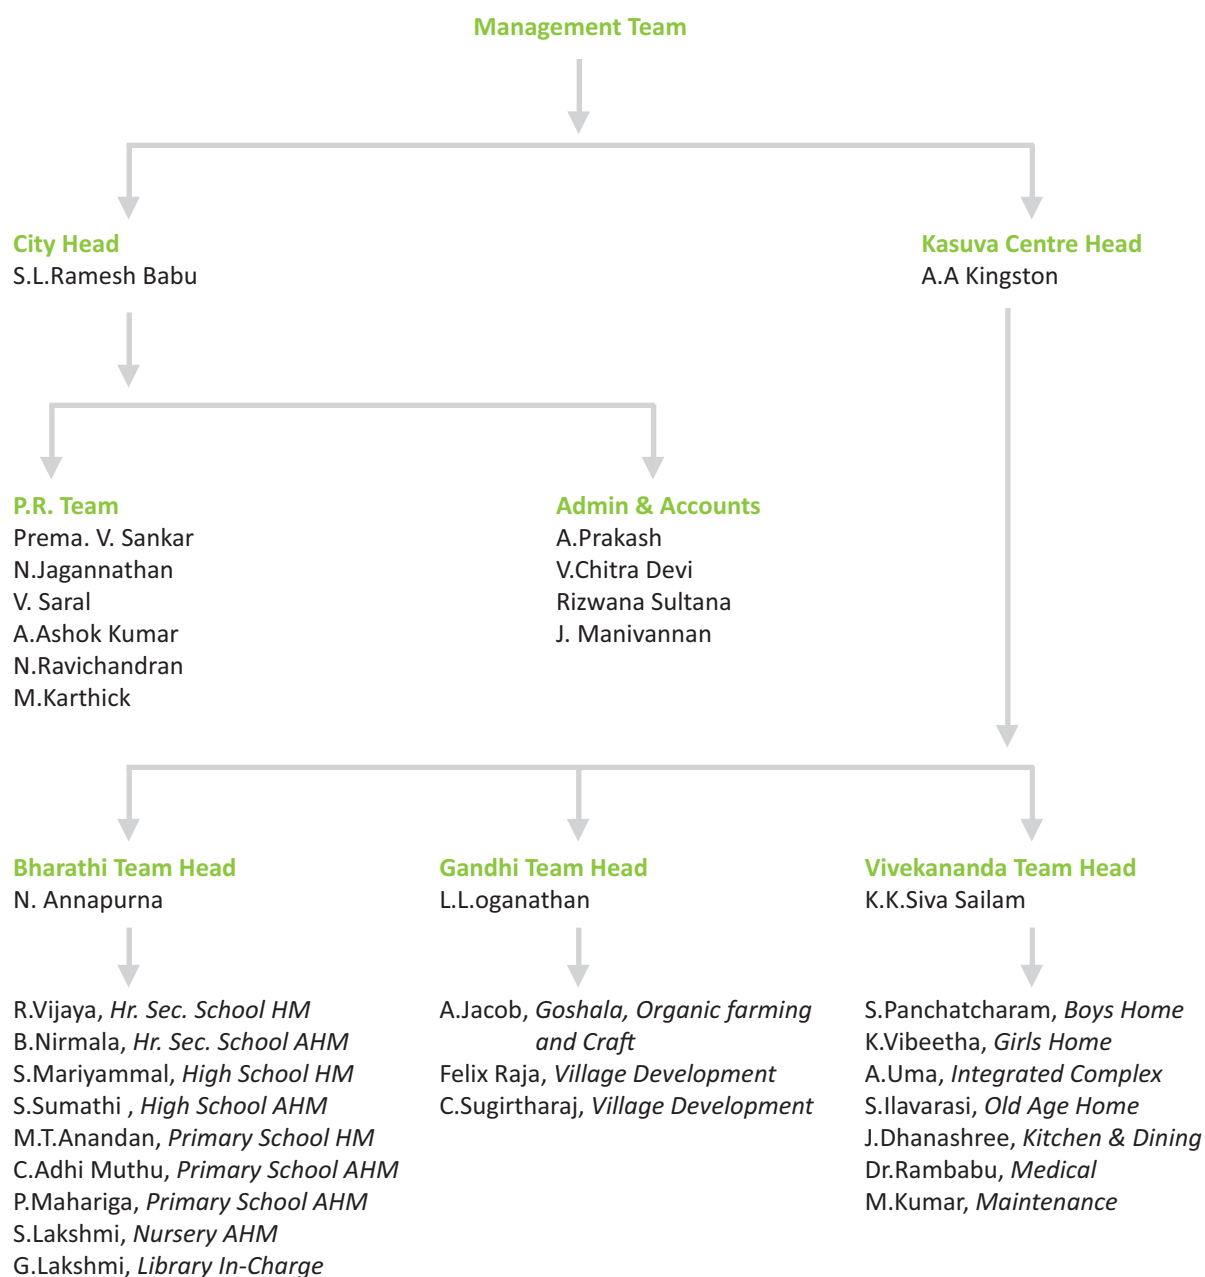 Management Team
City Head
S.L.Ramesh Babu
Kasuva Centre Head
A.A Kingston
P.R. Team
Prema. V. Sankar
N.Jagannathan
V. Saral
A.Ashok Kumar
N.Ravichandran
M.Karthick
Admin & Accounts
A.Prakash
V.Chitra Devi
Rizwana Sultana
J. Manivannan
Bharathi Team Head
N. Annapurna
R.Vijaya, Hr. Sec. School HM
B.Nirmala, Hr. Sec. School AHM
S.Mariyammal, High School HM
S.Sumathi , High School AHM
M.T.Anandan, Primary School HM
C.Adhi Muthu, Primary School AHM
P.Mahariga, Primary School AHM
S.Lakshmi, Nursery AHM
G.Lakshmi, Library In-Charge
Gandhi Team Head
L.L.oganathan
A.Jacob, Goshala, Organic farming
and Craft
Felix Raja, Village Development
C.Sugirtharaj, Village Development
Vivekananda Team Head
K.K.Siva Sailam
S.Panchatcharam, Boys Home
K.Vibeetha, Girls Home
A.Uma, Integrated Complex
S.Ilavarasi, Old Age Home
J.Dhanashree, Kitchen & Dining
Dr.Rambabu, Medical
M.Kumar, Maintenance